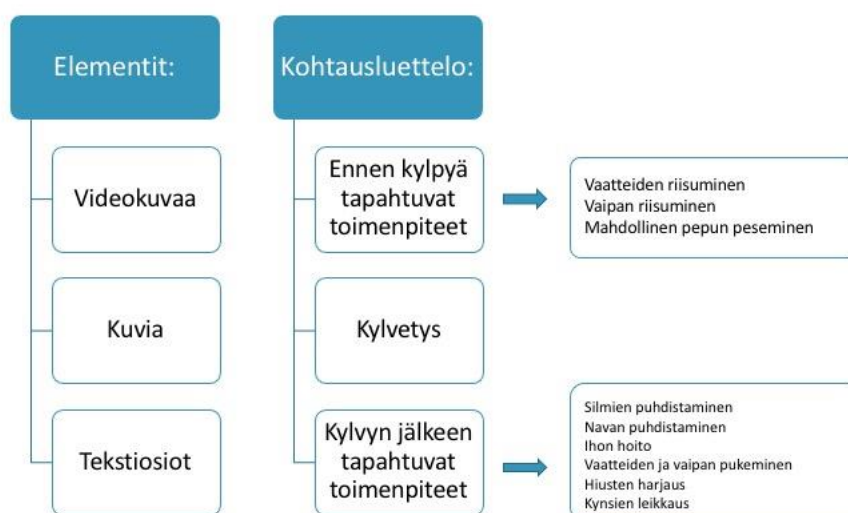 Elementit:
Videokuvaa
Kuvia
Tekstiosiot
Kohtausluettelo:
Ennen kylpyä
tapahtuvat
toimenpiteet
Vaatteiden riisuminen
Vaipan riisuminen
Mahdollinen pepun peseminen
Kylvetys
Kylvyn jälkeen
tapahtuvat
toimenpiteet
Silmien puhdistaminen
Navan puhdistaminen
Ihon hoito
Vaatteiden ja vaipan pukeminen
Hiusten harjaus
Kynsien leikkaus